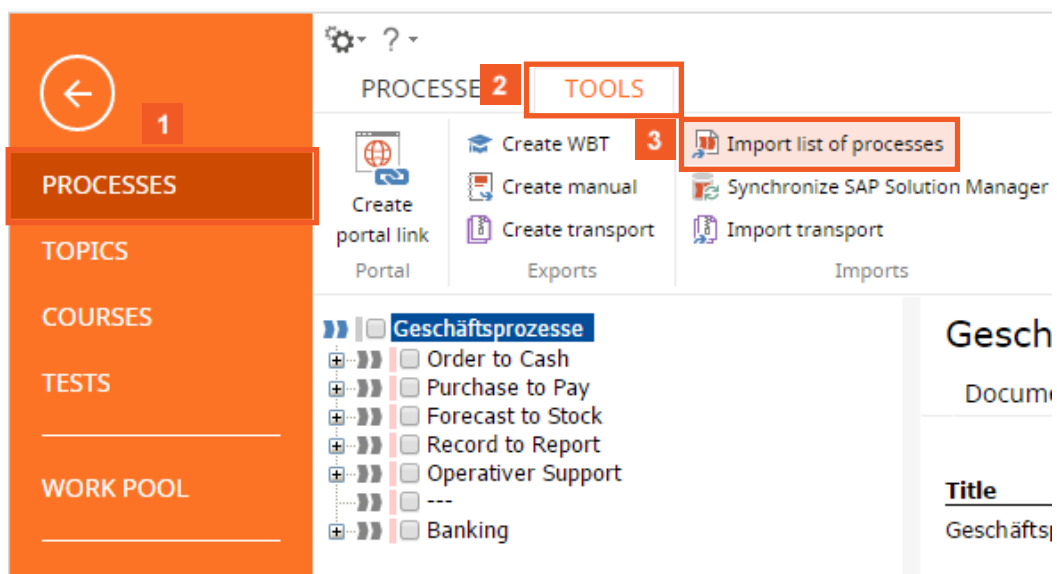 ?
PROCESSE 2 TOOLS
1
3
PROCESSES
TOPICS
COURSES
TESTS
WORK POOL
Create
portal link
Portal
Create WBT
Create manual
Create transport
Exports
Import list of processes
Synchronize SAP Solution Manager
Import transport
Imports
Geschäftsprozesse
Order to Cash
Purchase to Pay
Forecast to Stock
Record to Report
Operativer Support
---
Banking
Gesch
Docume
Title
Geschäftsp